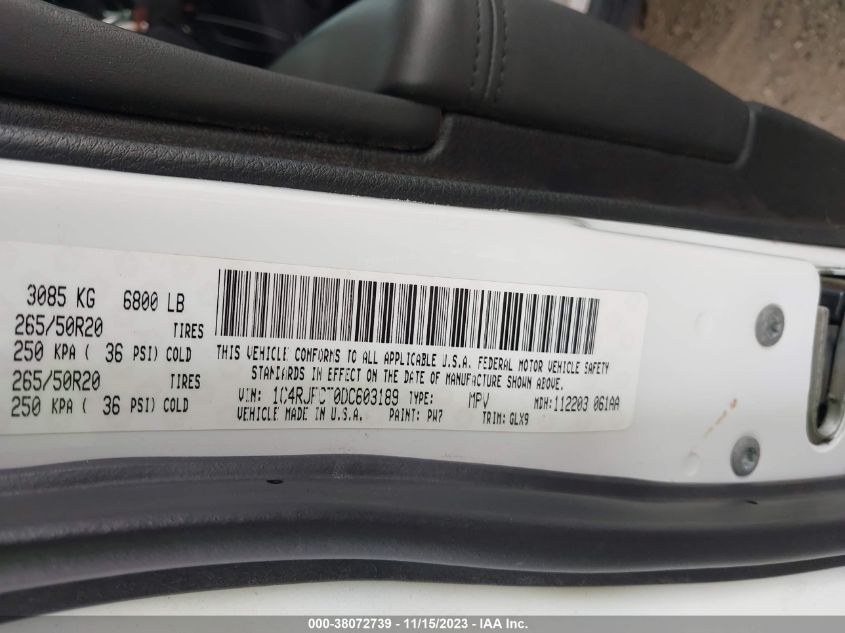 3085 KG 6800 LB
265/50R20 TIRES
250 KPA ( 36 PSI) COLD
265/50R20 TIRES
250 KPA ( 36 PSI) COLD
THIS VEHICLE CONFORMS TO ALL APPLICABLE U.S.A. FEDERAL MOTOR VEHICLE SAFETY
STANDARDS IN EFFECT ON THE DATE OF MANUFACTURE SHOWN ABOVE.
VIN: 1C4RJFCT0DC603189 TYPE: MPV MDH: 112203 061AA
VEHICLE MADE IN U.S.A. PAINT: PW7 TRIM: GLX9
000-38072739 - 11/15/2023 - IAA Inc.